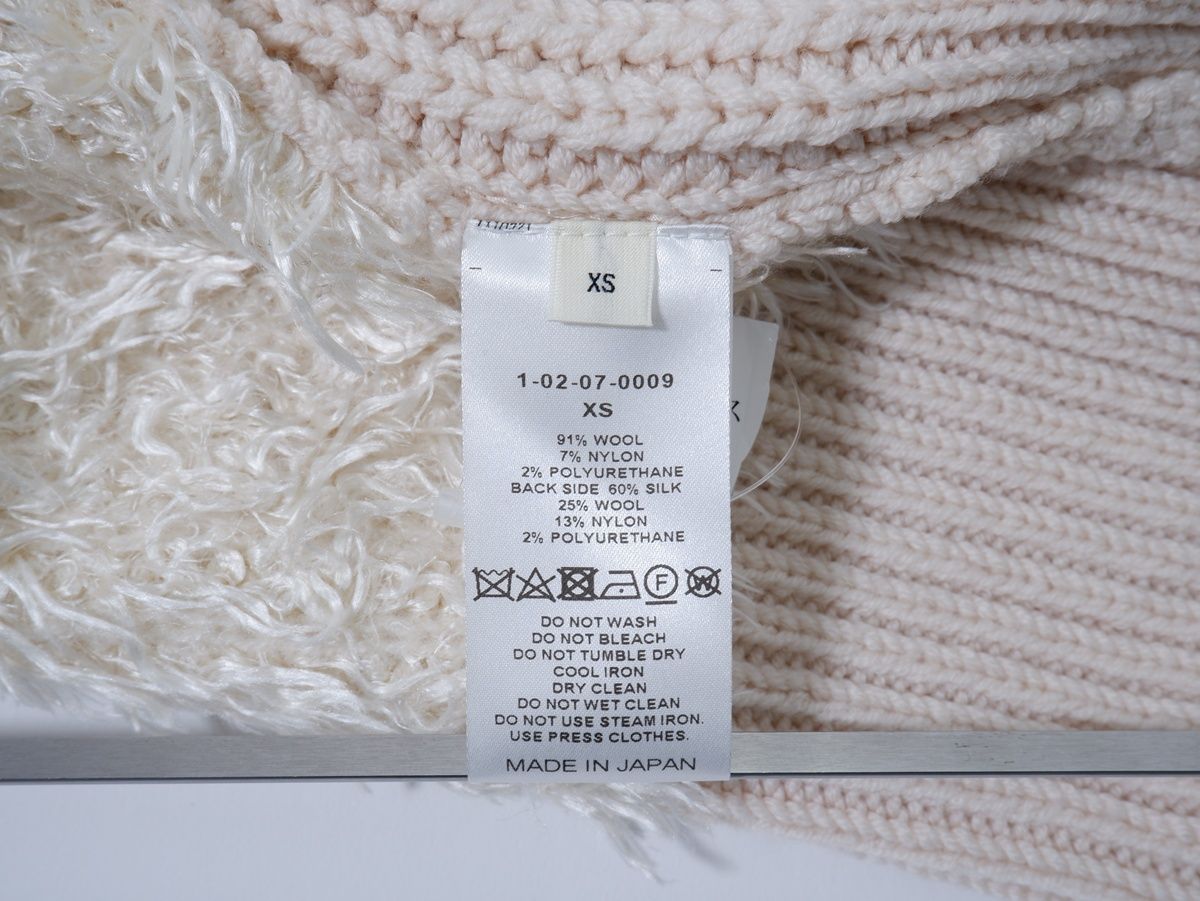 XS
1-02-07-0009
XS
91% WOOL
7% NYLON
2% POLYURETHANE
BACK SIDE 60% SILK
25% WOOL
13% NYLON
2% POLYURETHANE
F W
DO NOT WASH
DO NOT BLEACH
DO NOT TUMBLE DRY
COOL IRON
DRY CLEAN
DO NOT WET CLEAN
DO NOT USE STEAM IRON.
USE PRESS CLOTHES.
MADE IN JAPAN